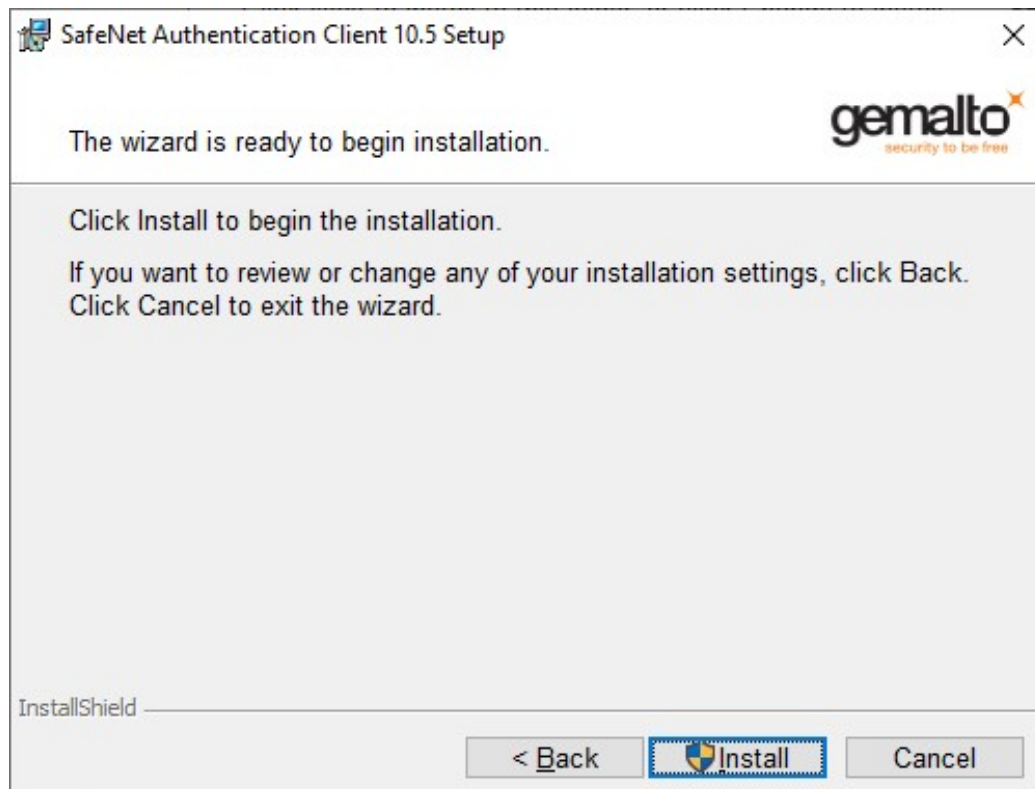 SafeNet Authentication Client 10.5 Setup
gemalto
security to be free
The wizard is ready to begin installation.
Click Install to begin the installation.
If you want to review or change any of your installation settings, click Back.
Click Cancel to exit the wizard.
InstallShield
< Back Install Cancel